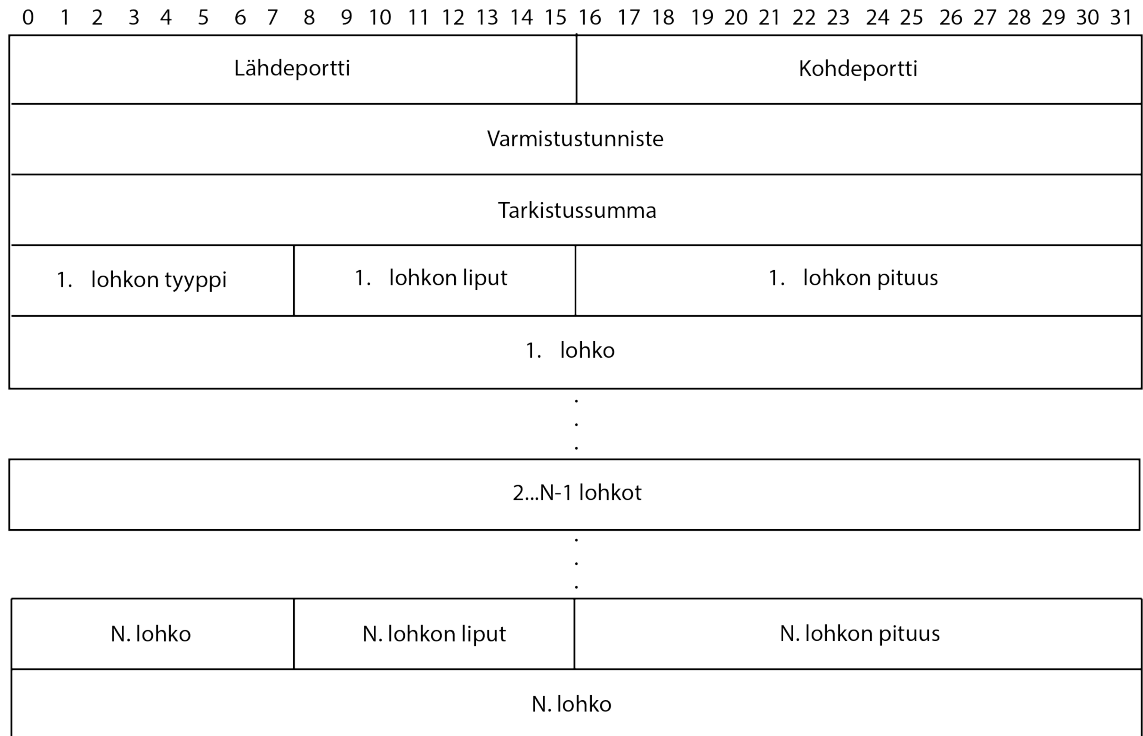 0 1 2 3 4 5 6 7 8 9 10 11 12 13 14 15 16 17 18 19 20 21 22 23 24 25 26 27 28 29 30 31
Lähdeportti Kohdeportti
Varmistustunniste
Tarkistussumma
1. lohkon tyyppi 1. lohkon liput 1. lohkon pituus
1. lohko
2...N-1 lohkot
N. lohko N. lohkon liput N. lohkon pituus
N. lohko